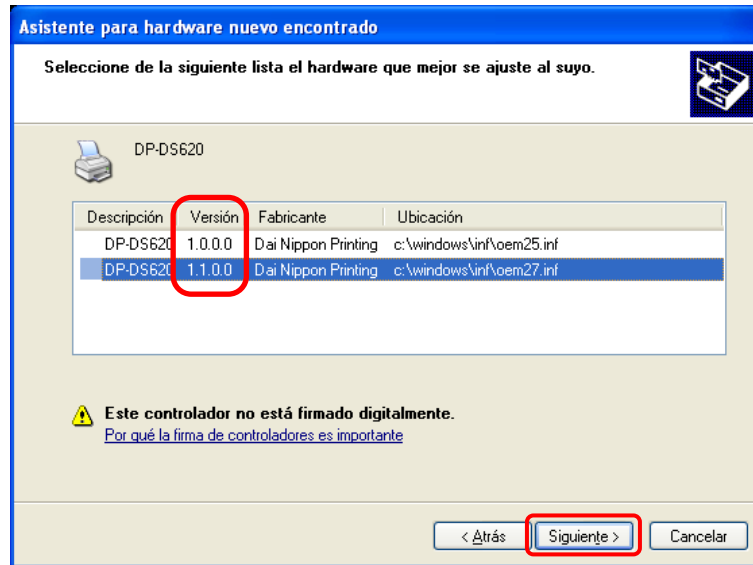 Asistente para hardware nuevo encontrado
Seleccione de la siguiente lista el hardware que mejor se ajuste al suyo.
DP-DS620
Descripción Versión Fabricante Ubicación
DP-DS620 1.0.0.0 Dai Nippon Printing c:\windows\inf\oem25.inf
DP-DS620 1.1.0.0 Dai Nippon Printing c:\windows\inf\oem27.inf
Este controlador no está firmado digitalmente.
Por qué la firma de controladores es importante
< Atrás Siguiente > Cancelar